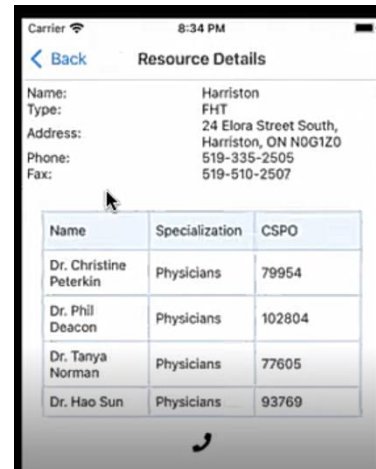 Carrier 8:34 PM
Back Resource Details
Name: Harriston
Type: FHT
Address: 24 Elora Street South,
Harriston, ON N0G1Z0
Phone: 519-335-2505
Fax: 519-510-2507
Name Specialization CSPO
Dr. Christine
Peterkin Physicians 79954
Dr. Phil
Deacon Physicians 102804
Dr. Tanya
Norman Physicians 77605
Dr. Hao Sun Physicians 93769